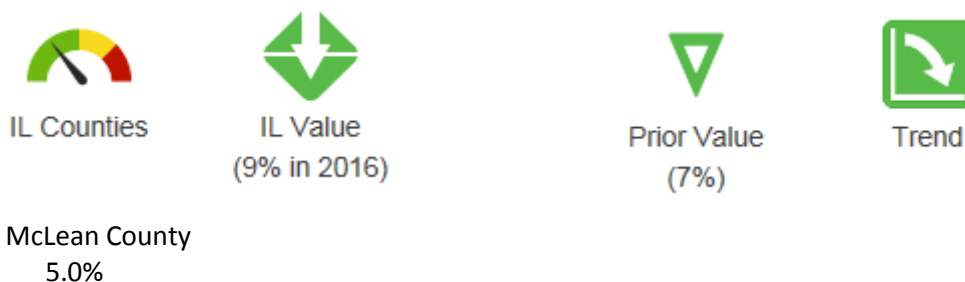 IL Counties
IL Value
(9% in 2016)
Prior Value
(7%)
Trend
McLean County
5.0%